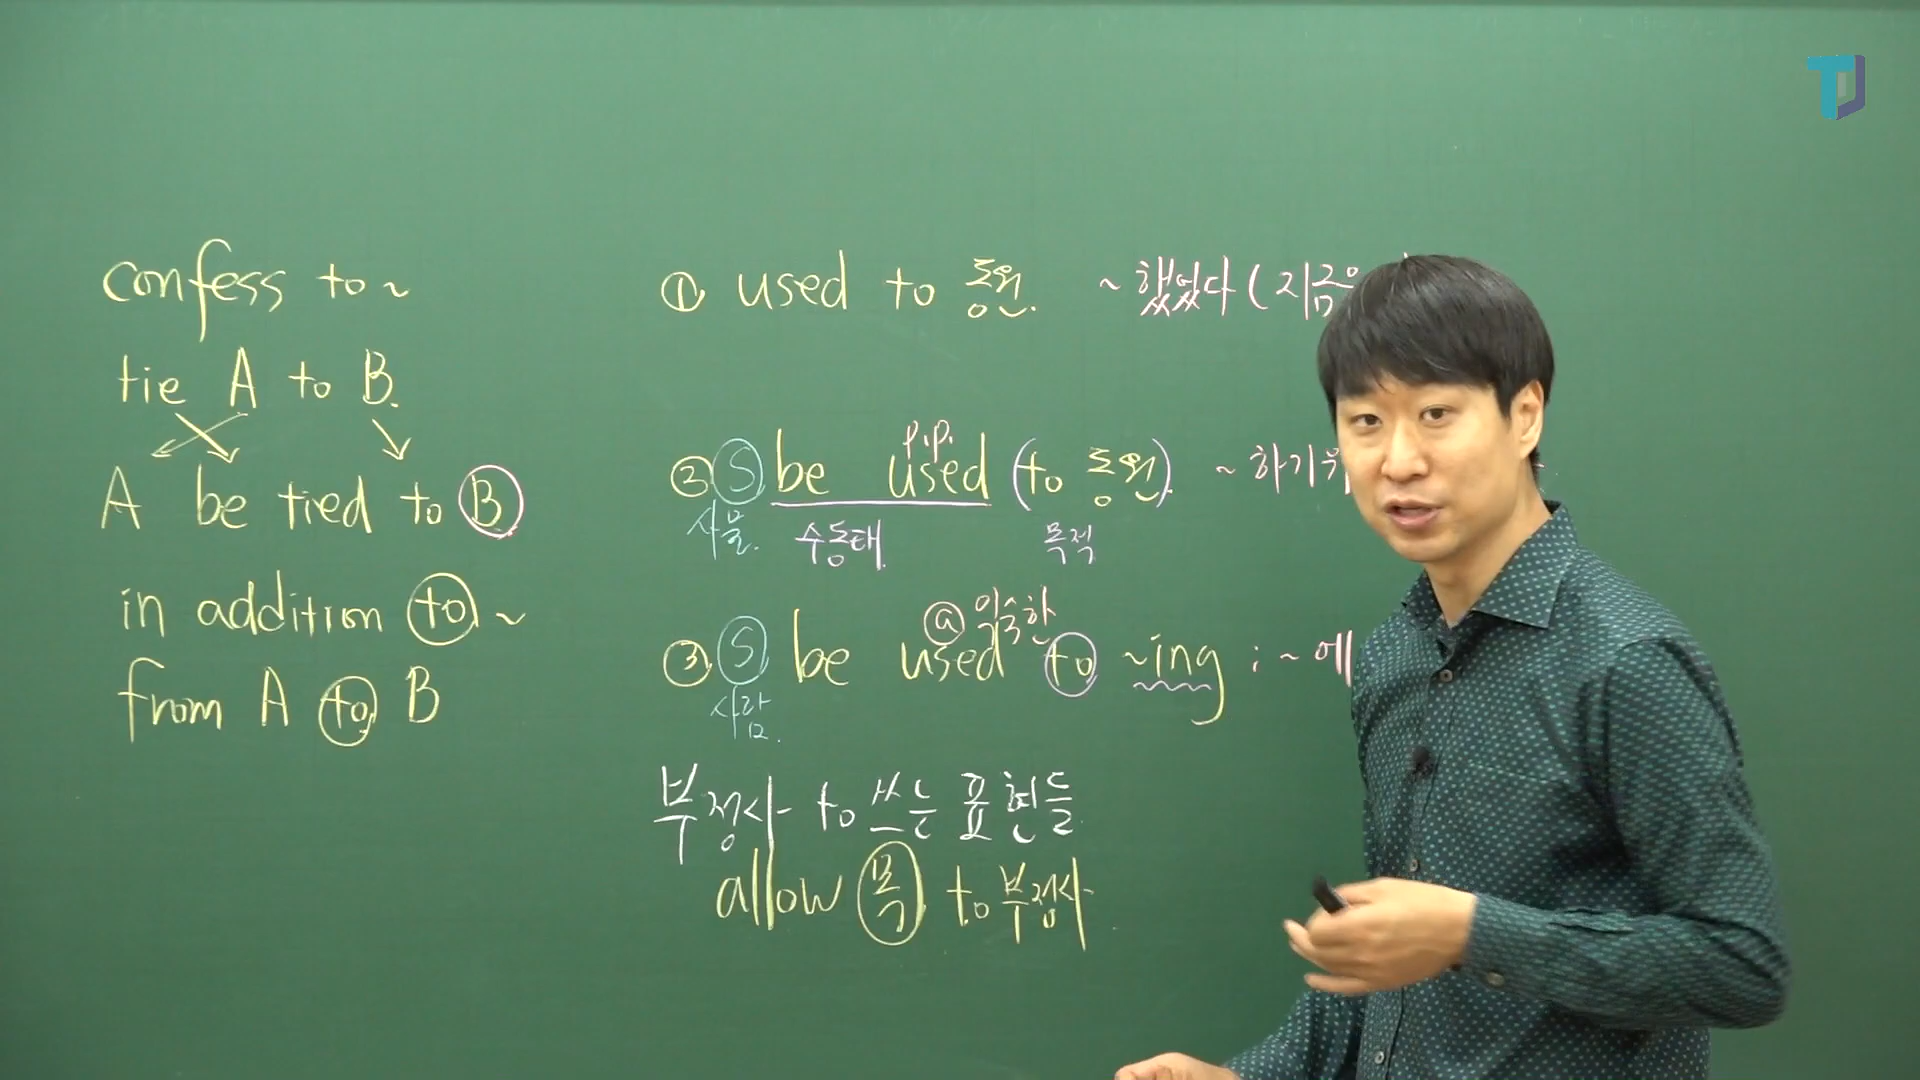 confess to ~
tie A to B.
A be tied to B
in addition to ~
from A to B
① used to 동원. ~ 했었다 ( 지금은
p.p.
② S be used (to 동원). ~ 하기
사물. 수동태. 목적
ⓐ 익숙한
③ S be used to ~ing ; ~ 에
사람.
부정사 to 쓰는 표현들.
allow 목 to 부정사.